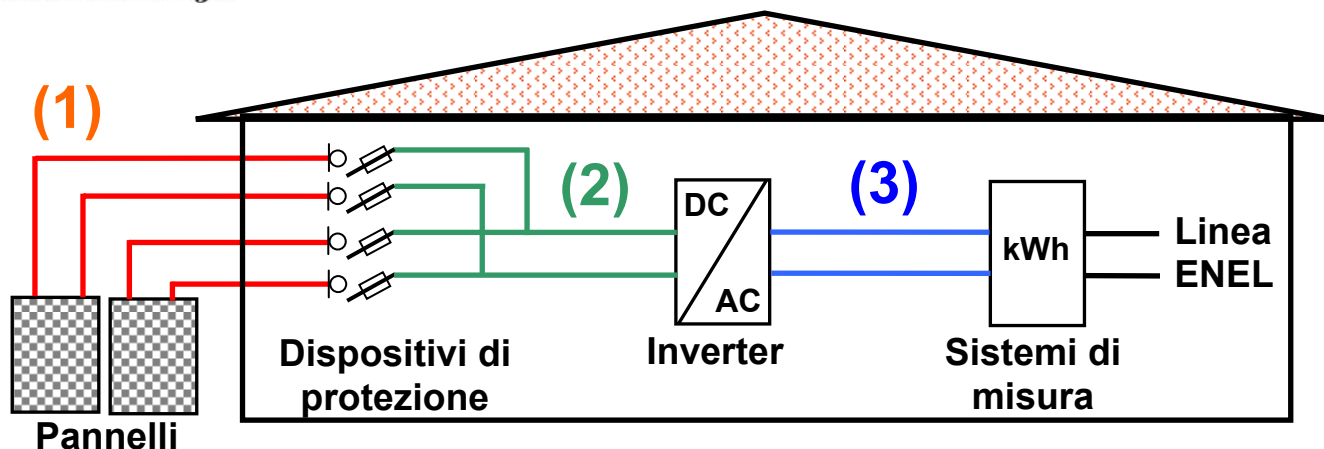 (1)
(2)
(3)
DC
AC
kWh
Linea
ENEL
Dispositivi di
protezione
Inverter
Sistemi di
misura
Pannelli